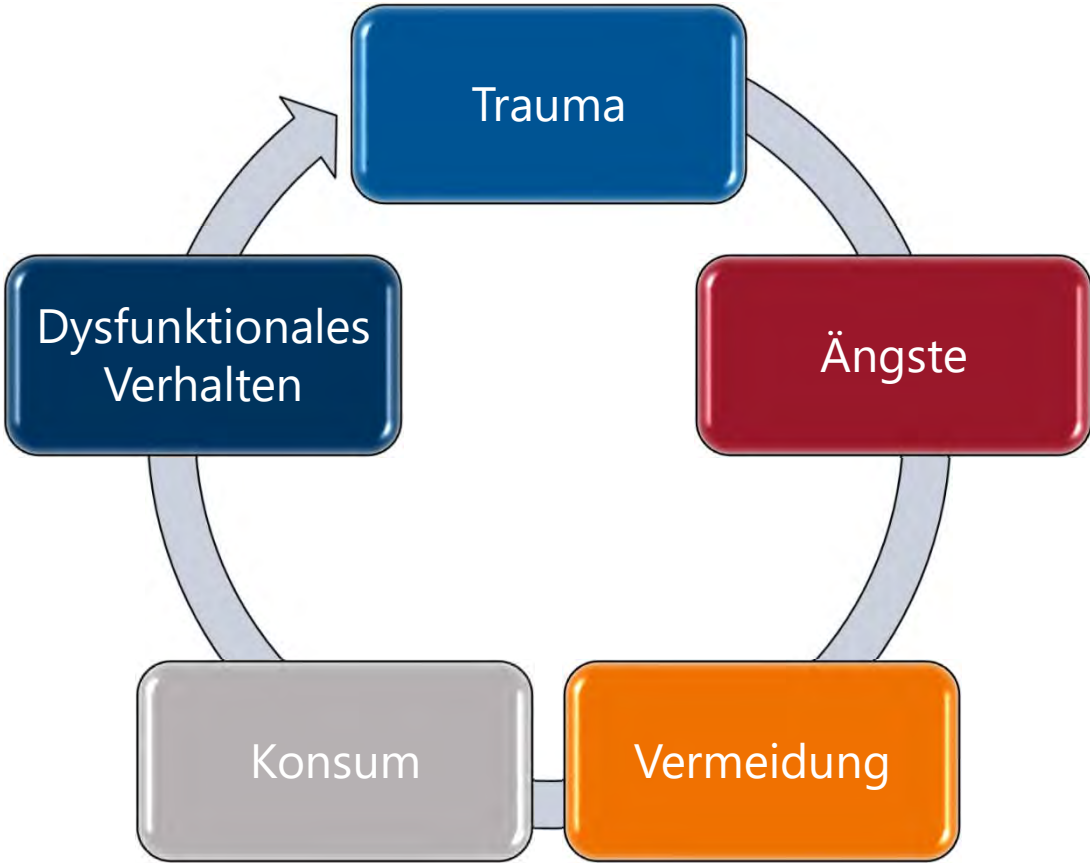 Trauma
Ängste
Vermeidung
Konsum
Dysfunktionales
Verhalten